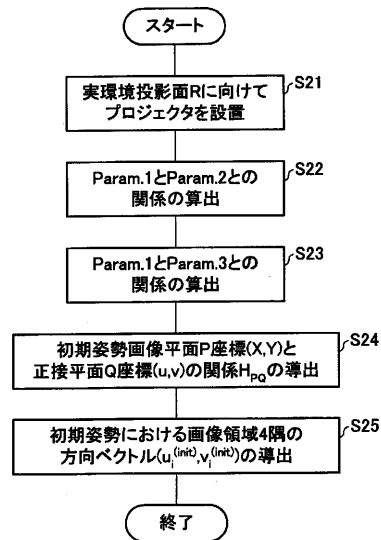 スタート
実環境投影面Rに向けて
プロジェクタを設置
S21
Param.1とParam.2との
関係の算出
S22
Param.1とParam.3との
関係の算出
S23
初期姿勢画像平面P座標(X,Y)と
正接平面Q座標(u,v)の関係H_PQの導出
S24
初期姿勢における画像領域4隅の
方向ベクトル(u_i^(init),v_i^(init))の導出
S25
終了